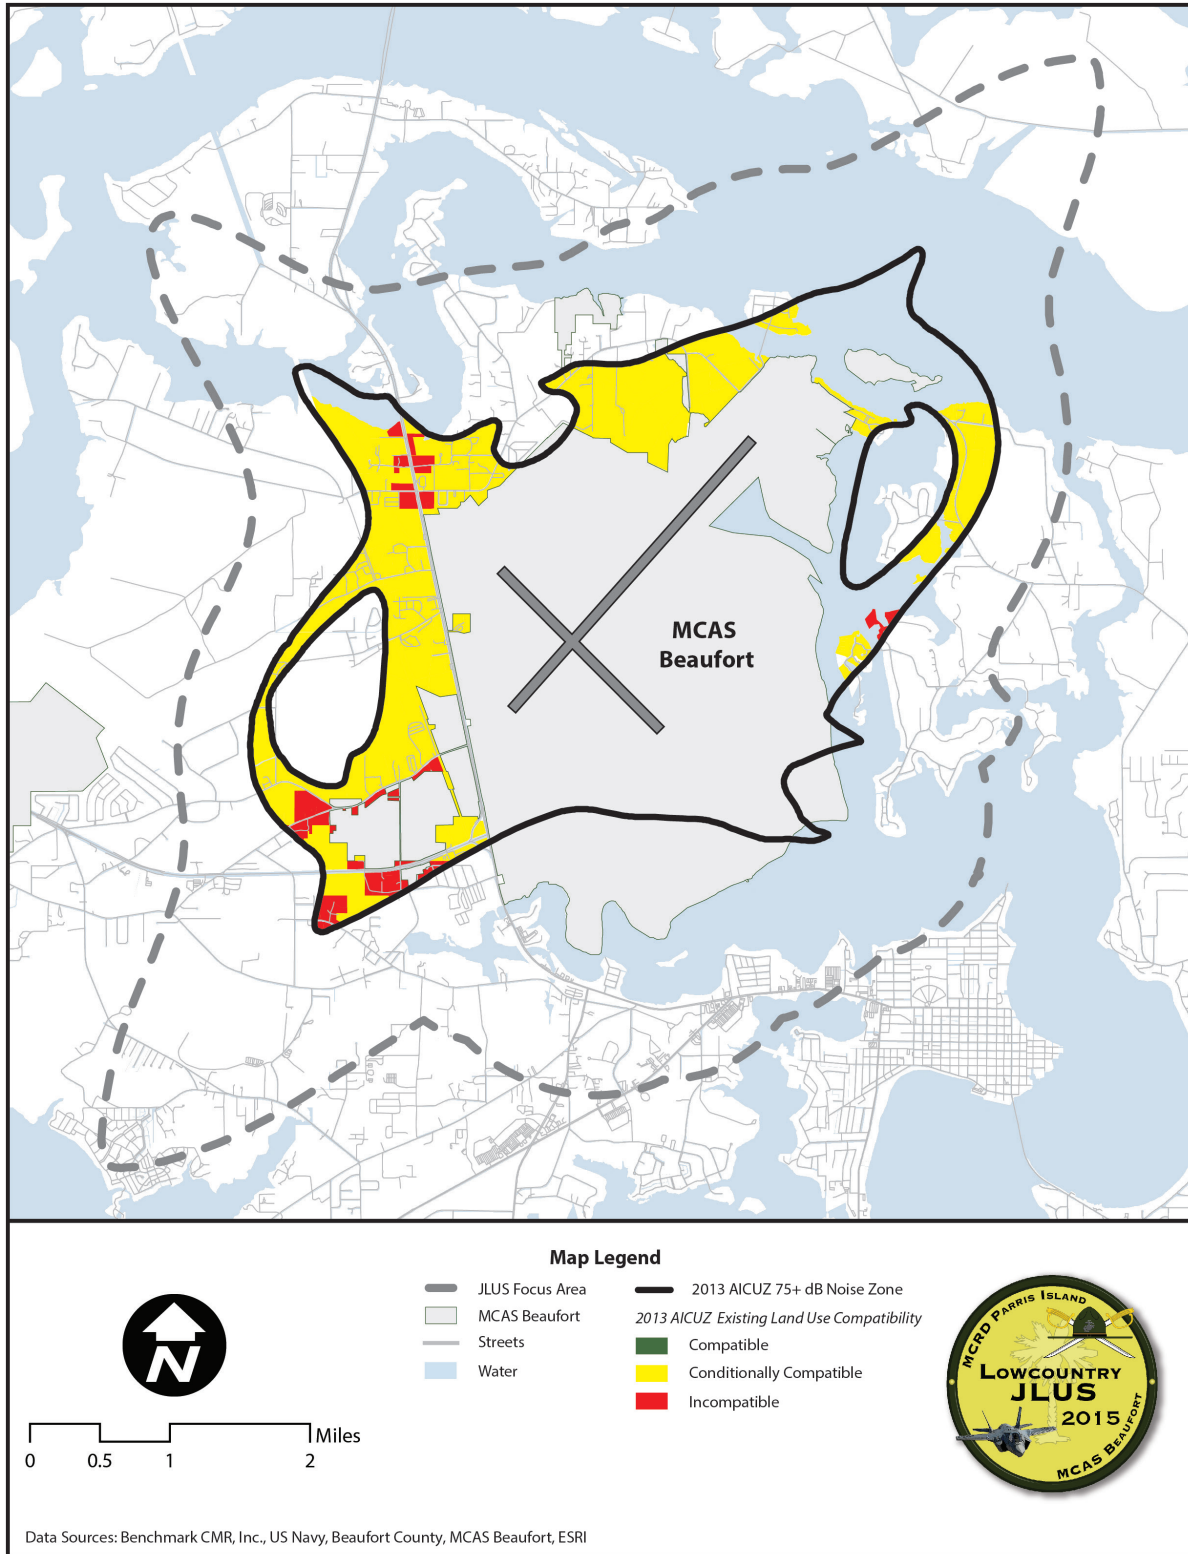 MCAS
Beaufort
Map Legend
JLUS Focus Area
MCAS Beaufort
Streets
Water
2013 AICUZ 75+ dB Noise Zone
2013 AICUZ Existing Land Use Compatibility
Compatible
Conditionally Compatible
Incompatible
N
Miles
0 0.5 1 2
MCRD Parris Island
Lowcountry
JLUS
2015
MCAS Beaufort
Data Sources: Benchmark CMR, Inc., US Navy, Beaufort County, MCAS Beaufort, ESRI